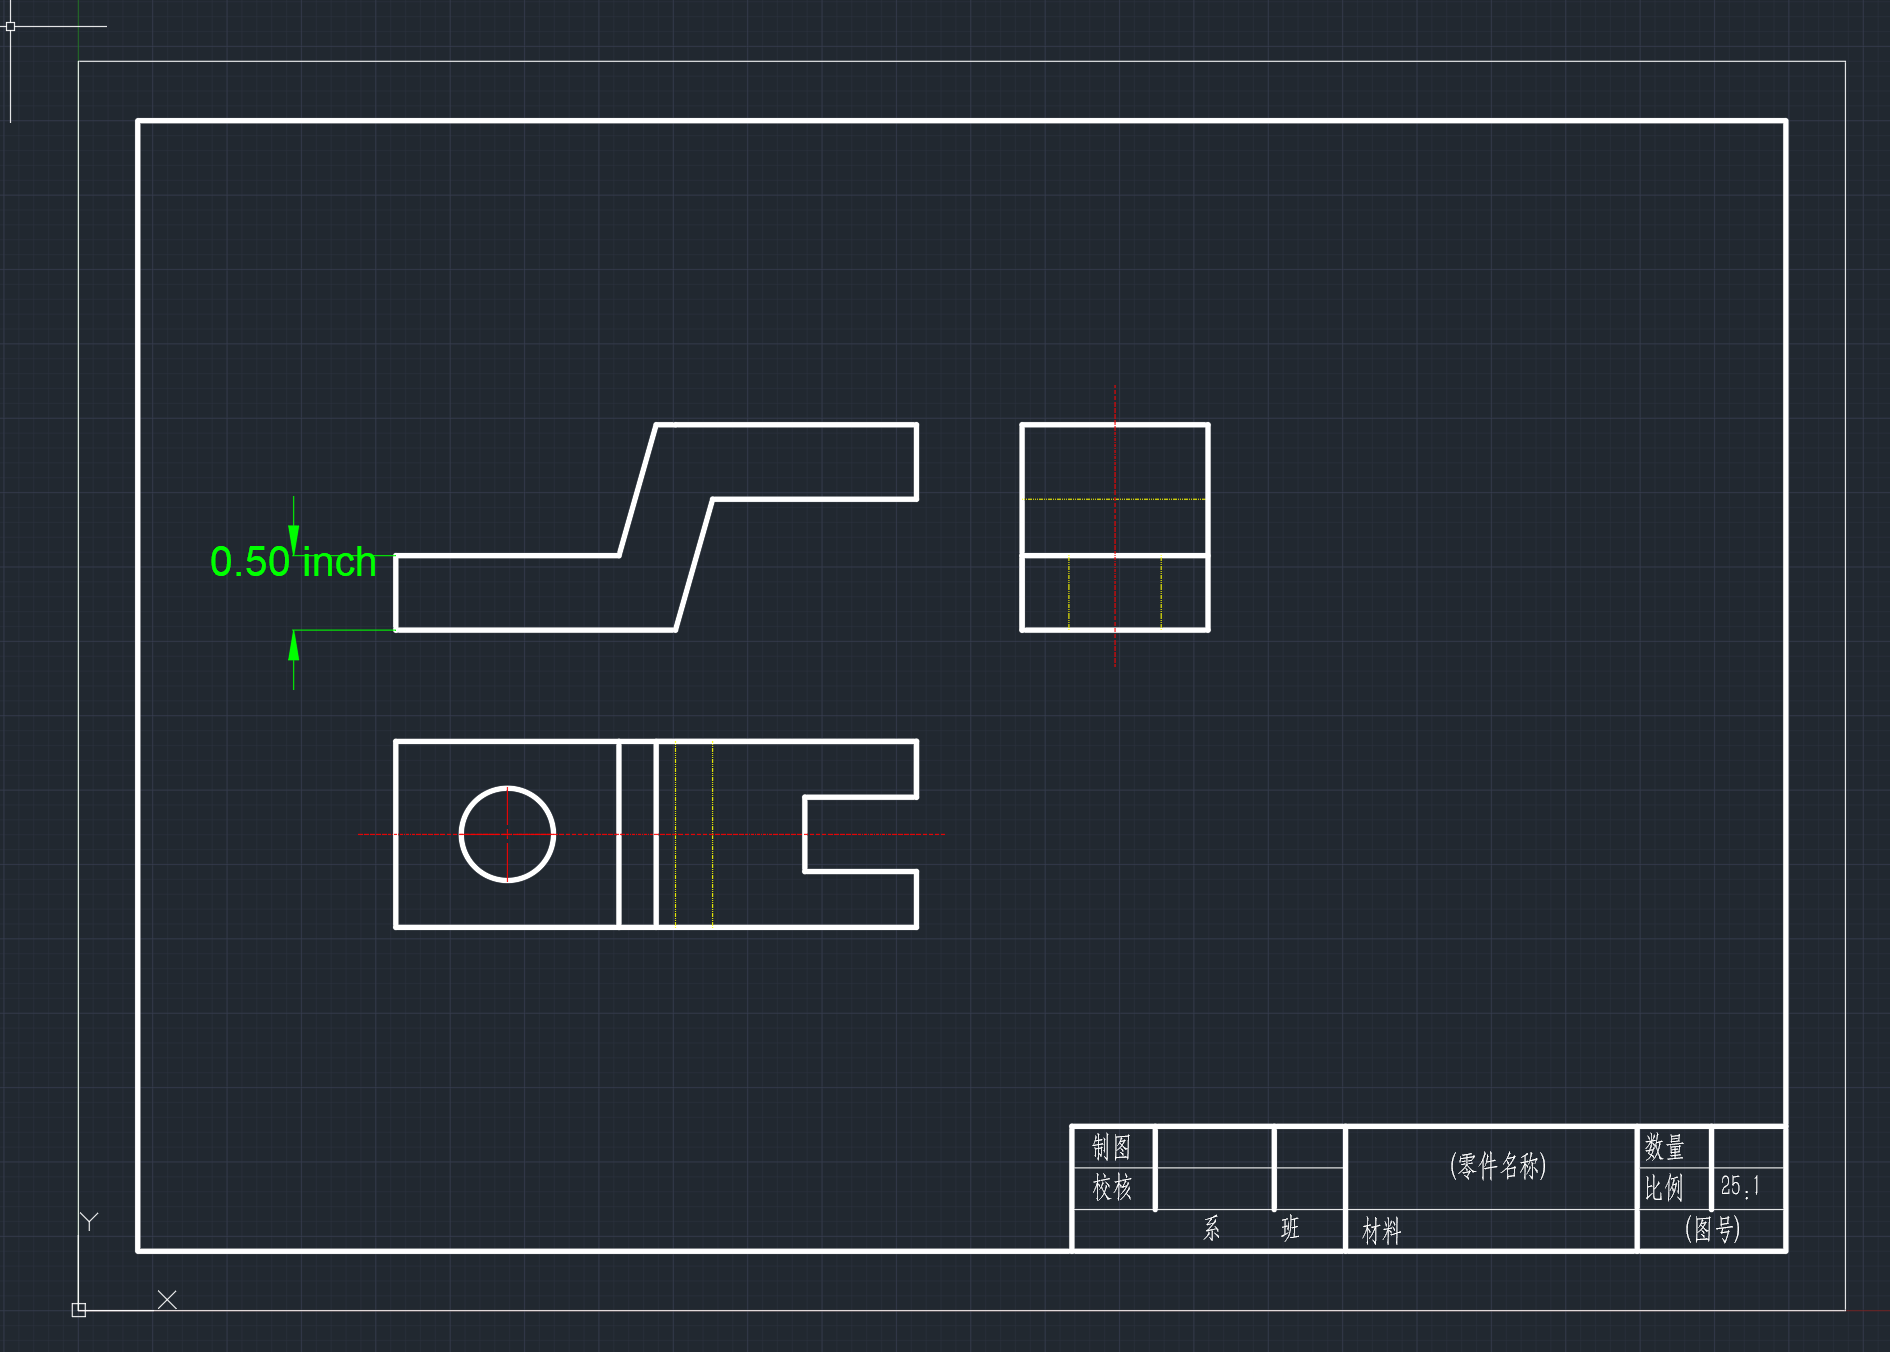 0.50 inch
Y
X
制图
(零件名称)
数量
校核
比例 25:1
系 班 材料 (图号)